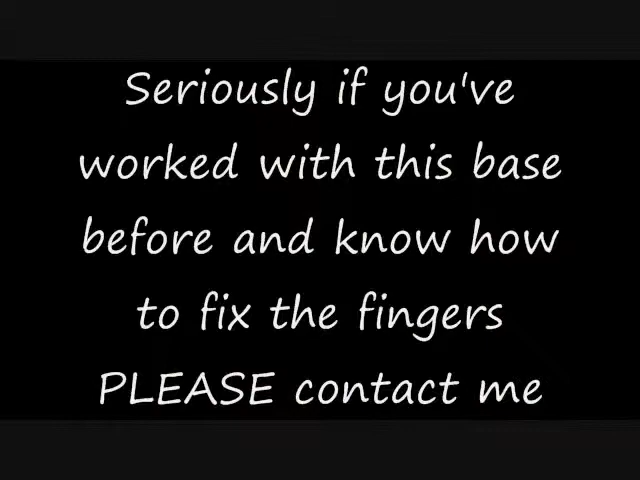 Seriously if you've
worked with this base
before and know how
to fix the fingers
PLEASE contact me